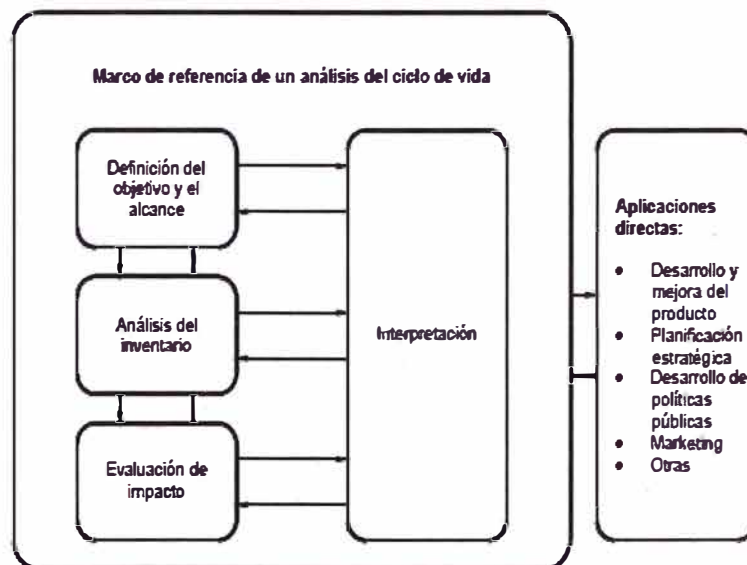 Marco de referencia de un análisis del ciclo de vida
Definición del
objetivo y el
alcance
Análisis del
inventario
Evaluación de
impacto
Interpretación
Aplicaciones
directas:
• Desarrollo y
mejora del
producto
• Planificación
estratégica
• Desarrollo de
políticas
públicas
• Marketing
• Otras